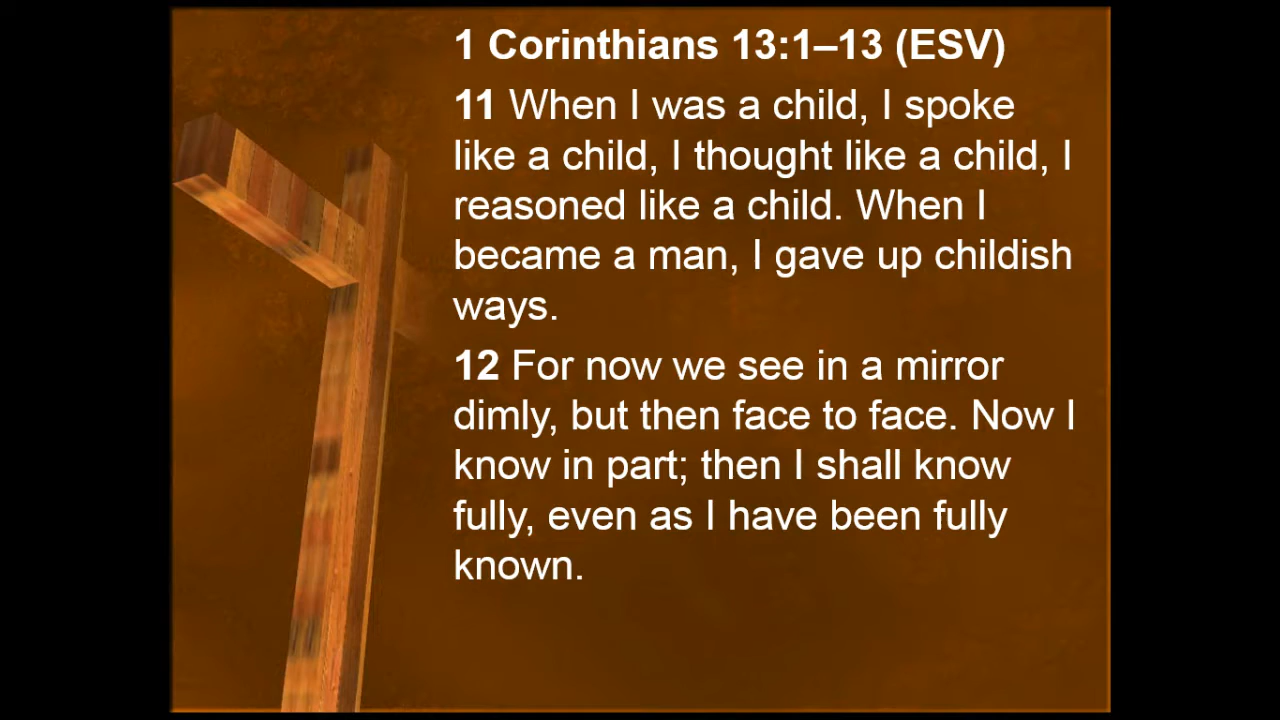 1 Corinthians 13:1–13 (ESV)
11 When I was a child, I spoke
like a child, I thought like a child, I
reasoned like a child. When I
became a man, I gave up childish
ways.
12 For now we see in a mirror
dimly, but then face to face. Now I
know in part; then I shall know
fully, even as I have been fully
known.